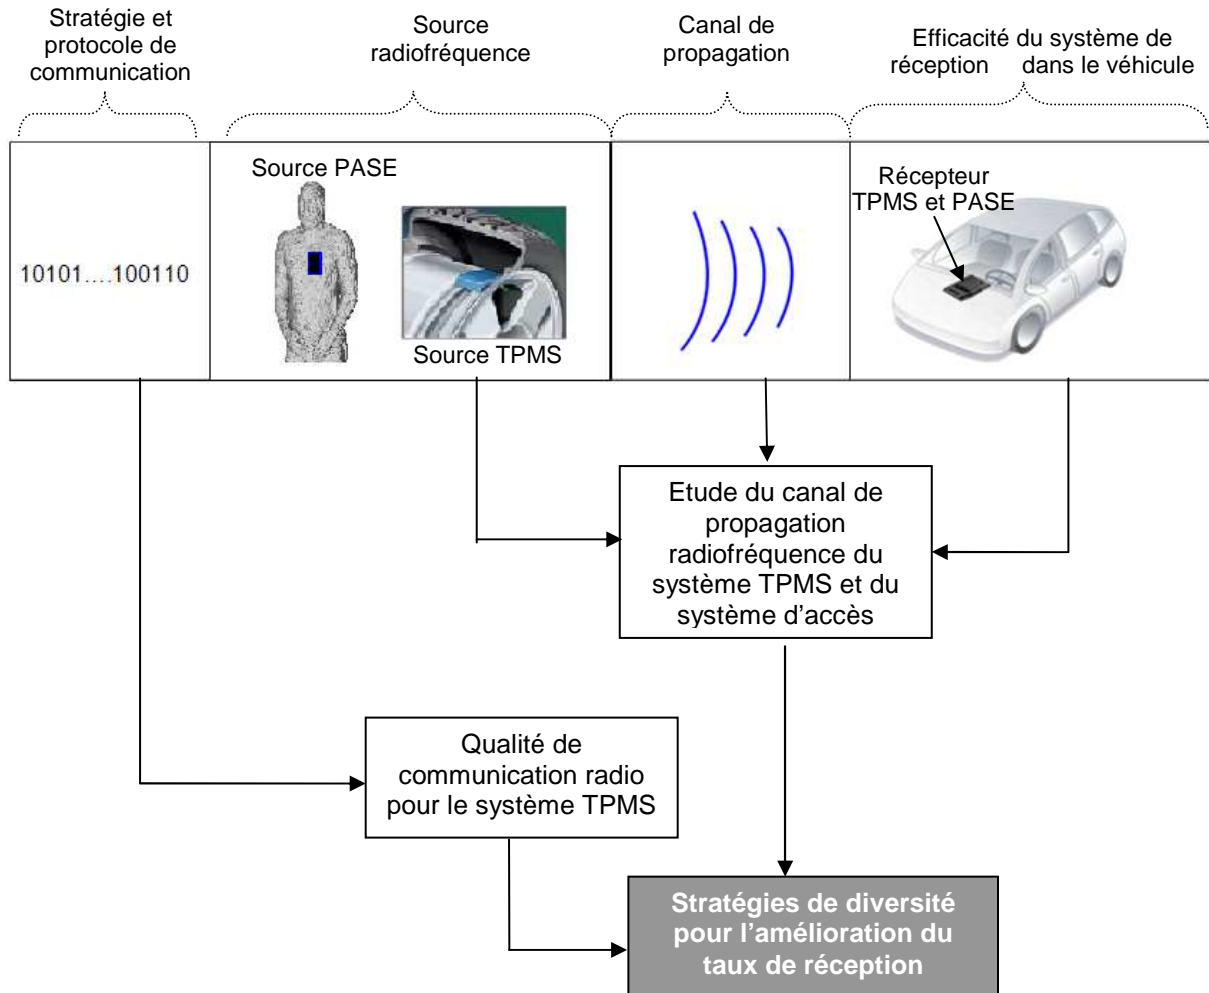 Stratégie et
protocole de
communication
Source
radiofréquence
Canal de
propagation
Efficacité du système de
réception dans le véhicule
10101....100110
Source PASE
Source TPMS
Récepteur
TPMS et PASE
Etude du canal de
propagation
radiofréquence du
système TPMS et du
système d'accès
Qualité de
communication radio
pour le système TPMS
Stratégies de diversité
pour l'amélioration du
taux de réception